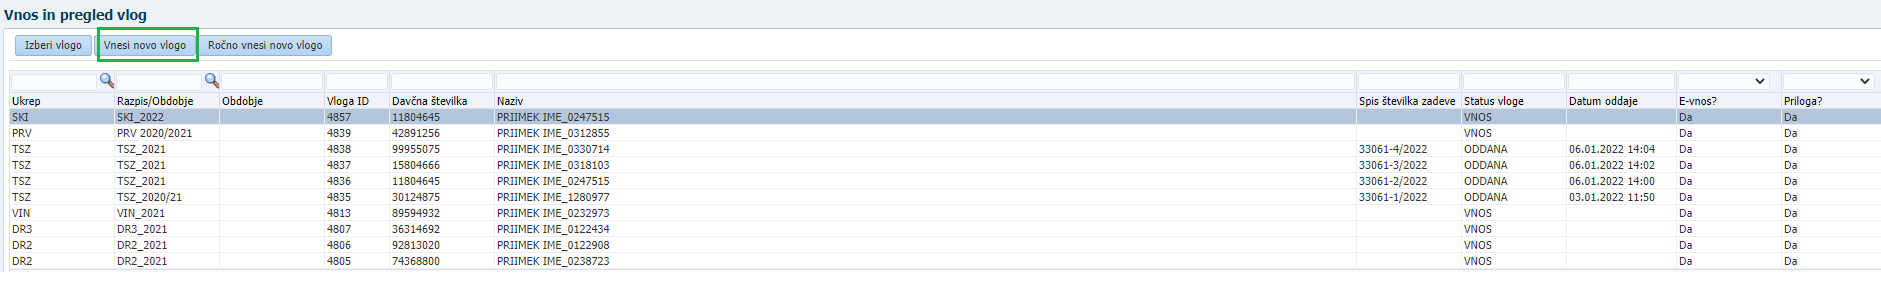 Vnos in pregled vlog
Izberi vlogo Vnesi novo vlogo Ročno vnesi novo vlogo
Ukrep Razpis/Obdobje Obdobje Vloga ID Davčna številka Naziv Spis številka zadeve Status vloge Datum oddaje E-vnos? Priloga?
SKI SKI_2022 4857 11804645 PRIIMEK IME_0247515 VNOS Da Da
PRV PRV 2020/2021 4839 42891256 PRIIMEK IME_0312855 VNOS Da Da
TSZ TSZ_2021 4838 99955075 PRIIMEK IME_0330714 33061-4/2022 ODDANA 06.01.2022 14:04 Da Da
TSZ TSZ_2021 4837 15804666 PRIIMEK IME_0318103 33061-3/2022 ODDANA 06.01.2022 14:02 Da Da
TSZ TSZ_2021 4836 11804645 PRIIMEK IME_0247515 33061-2/2022 ODDANA 06.01.2022 14:00 Da Da
TSZ TSZ_2020/21 4835 30124875 PRIIMEK IME_1280977 33061-1/2022 ODDANA 03.01.2022 11:50 Da Da
VIN VIN_2021 4813 89594932 PRIIMEK IME_0232973 VNOS Da Da
DR3 DR3_2021 4807 36314692 PRIIMEK IME_0122434 VNOS Da Da
DR2 DR2_2021 4806 92813020 PRIIMEK IME_0122908 VNOS Da Da
DR2 DR2_2021 4805 74368800 PRIIMEK IME_0238723 VNOS Da Da